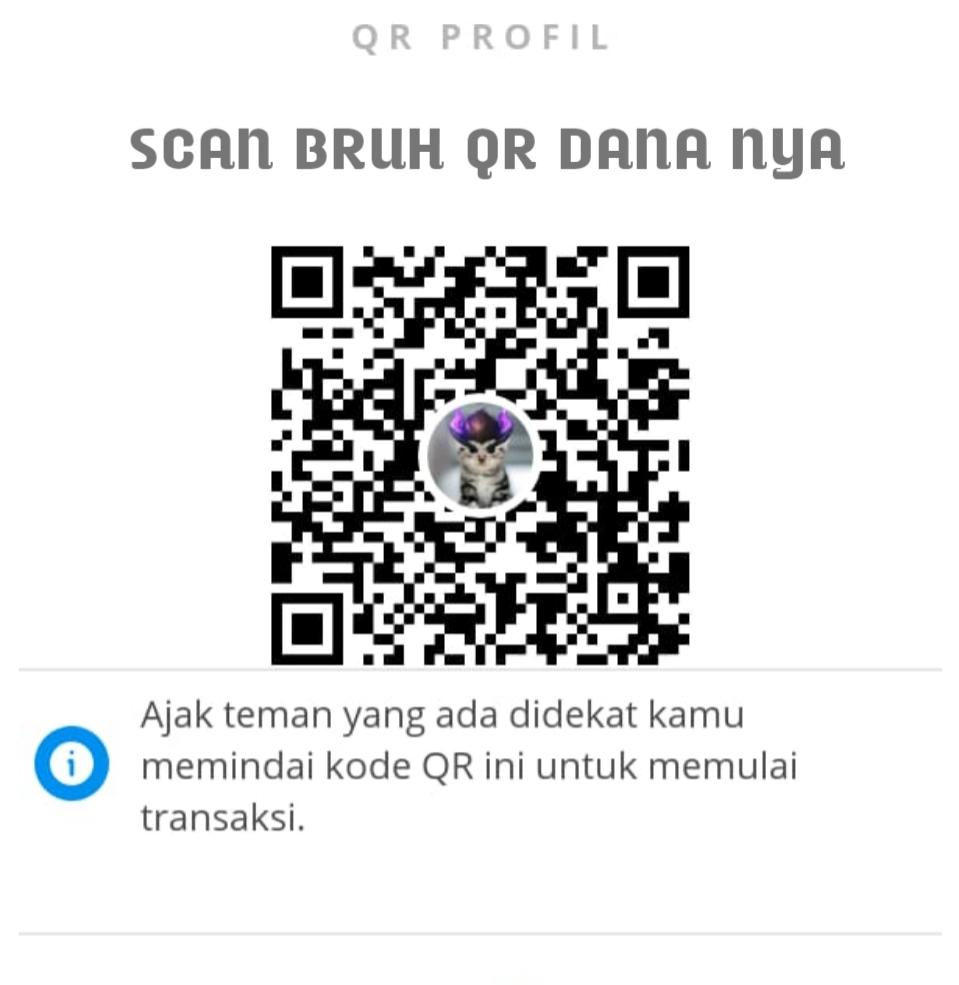 QR PROFIL
SCAN BRUH QR DANA NYA
Ajak teman yang ada didekat kamu
memindai kode QR ini untuk memulai
transaksi.